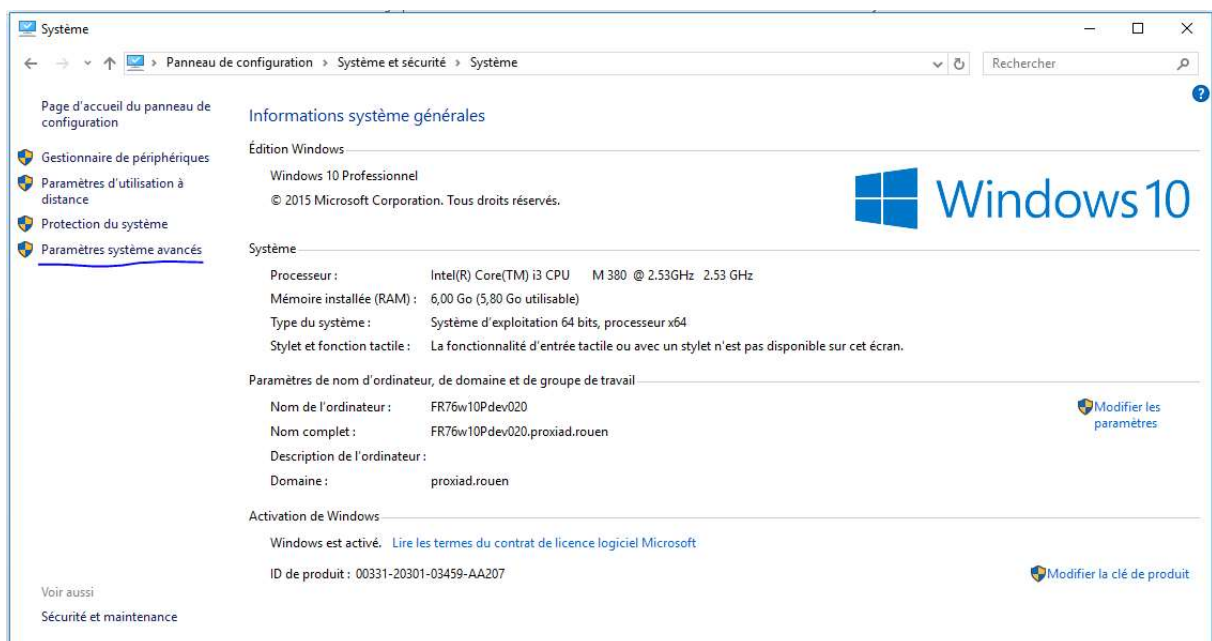 Système
Panneau de configuration > Système et sécurité > Système
Rechercher
Page d'accueil du panneau de
configuration
Gestionnaire de périphériques
Paramètres d'utilisation à
distance
Protection du système
Paramètres système avancés
Voir aussi
Sécurité et maintenance
Informations système générales
Édition Windows
Windows 10 Professionnel
© 2015 Microsoft Corporation. Tous droits réservés.
Windows 10
Système
Processeur : Intel(R) Core(TM) i3 CPU M 380 @ 2.53GHz 2.53 GHz
Mémoire installée (RAM) : 6,00 Go (5,80 Go utilisable)
Type du système : Système d'exploitation 64 bits, processeur x64
Stylet et fonction tactile : La fonctionnalité d'entrée tactile ou avec un stylet n'est pas disponible sur cet écran.
Paramètres de nom d'ordinateur, de domaine et de groupe de travail
Nom de l'ordinateur : FR76w10Pdev020
Nom complet : FR76w10Pdev020.proxiad.rouen
Description de l'ordinateur :
Domaine : proxiad.rouen
Modifier les
paramètres
Activation de Windows
Windows est activé. Lire les termes du contrat de licence logiciel Microsoft
ID de produit : 00331-20301-03459-AA207
Modifier la clé de produit